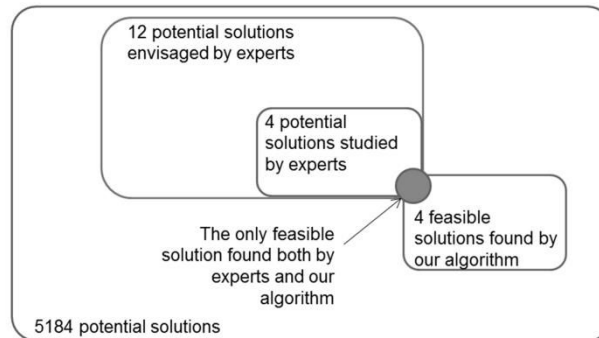 12 potential solutions
envisaged by experts
4 potential
solutions studied
by experts
4 feasible
solutions found by
our algorithm
The only feasible
solution found both by
experts and our
algorithm
5184 potential solutions